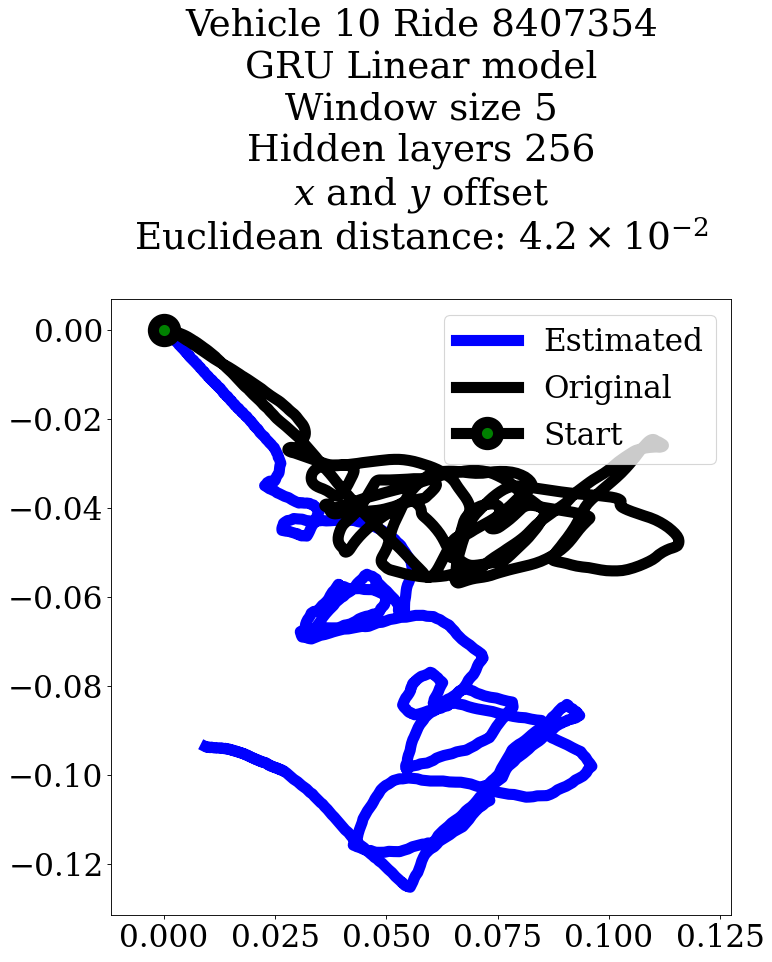 Vehicle 10 Ride 8407354
GRU Linear model
Window size 5
Hidden layers 256
x and y offset
Euclidean distance: 4.2 × 10⁻²
Estimated
Original
Start
0.00
−0.02
−0.04
−0.06
−0.08
−0.10
−0.12
0.000 0.025 0.050 0.075 0.100 0.125